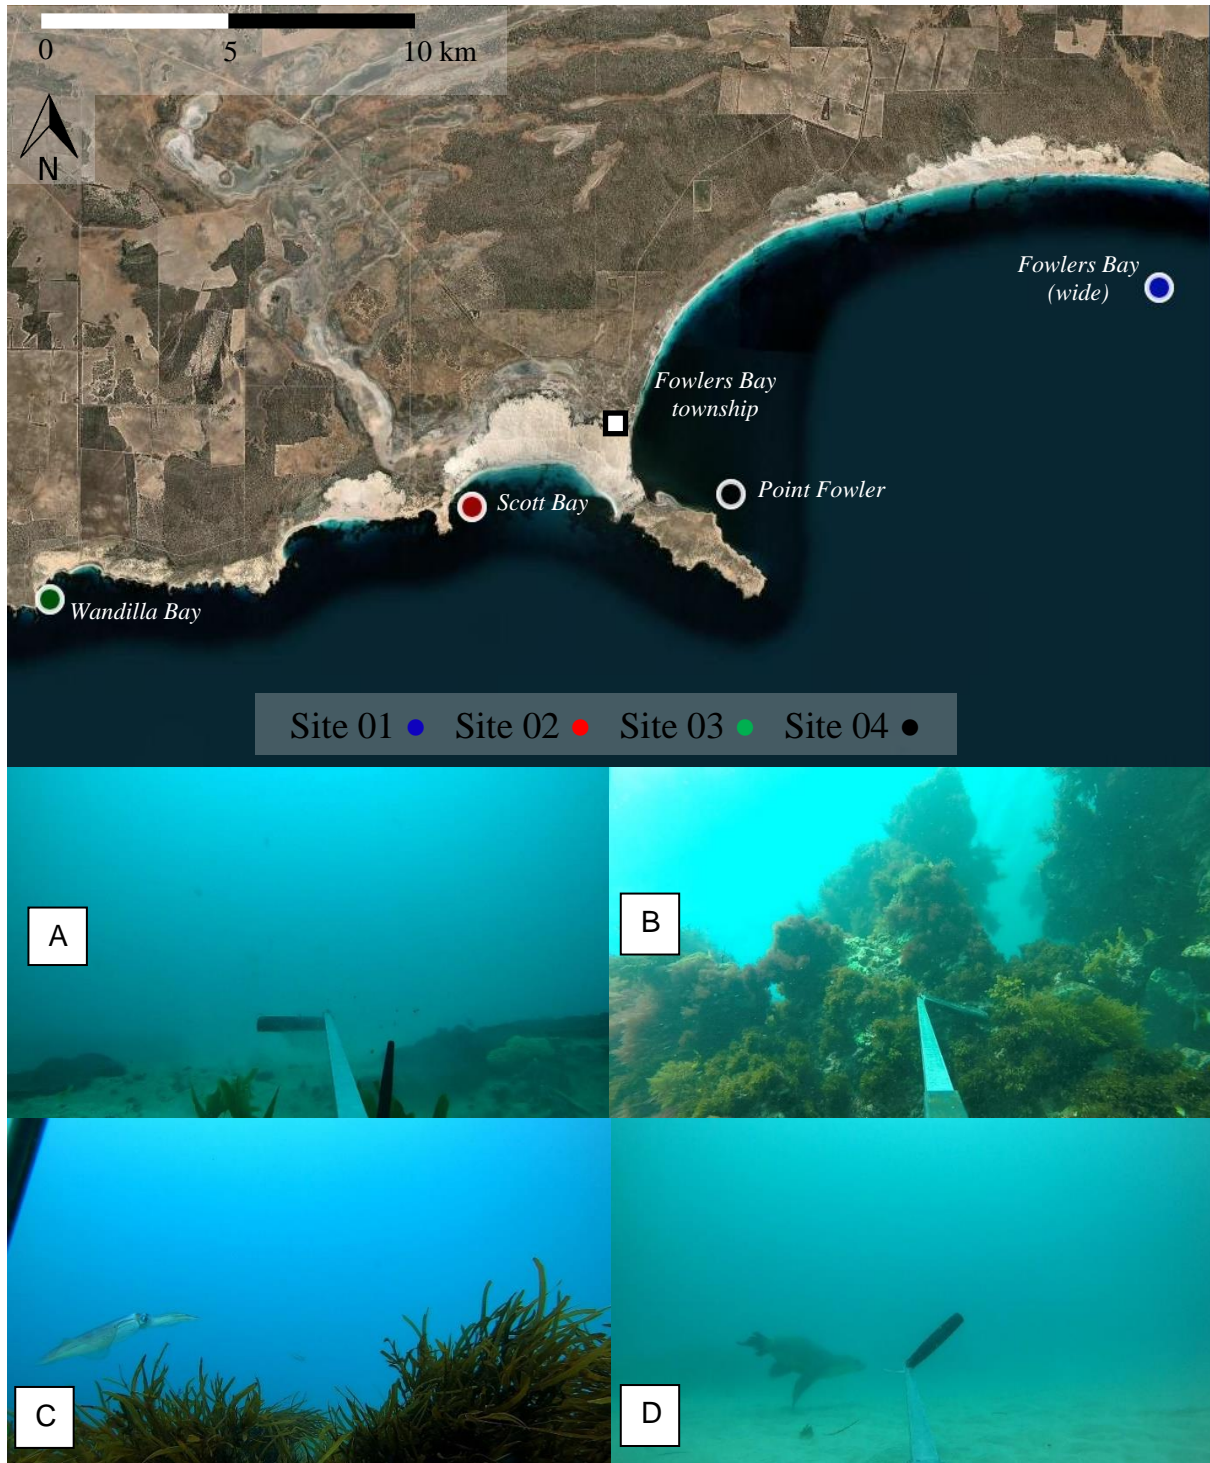 0 5 10 km
N
Fowlers Bay
(wide)
Fowlers Bay
township
Point Fowler
Scott Bay
Wandilla Bay
Site 01 Site 02 Site 03 Site 04
A
B
C
D